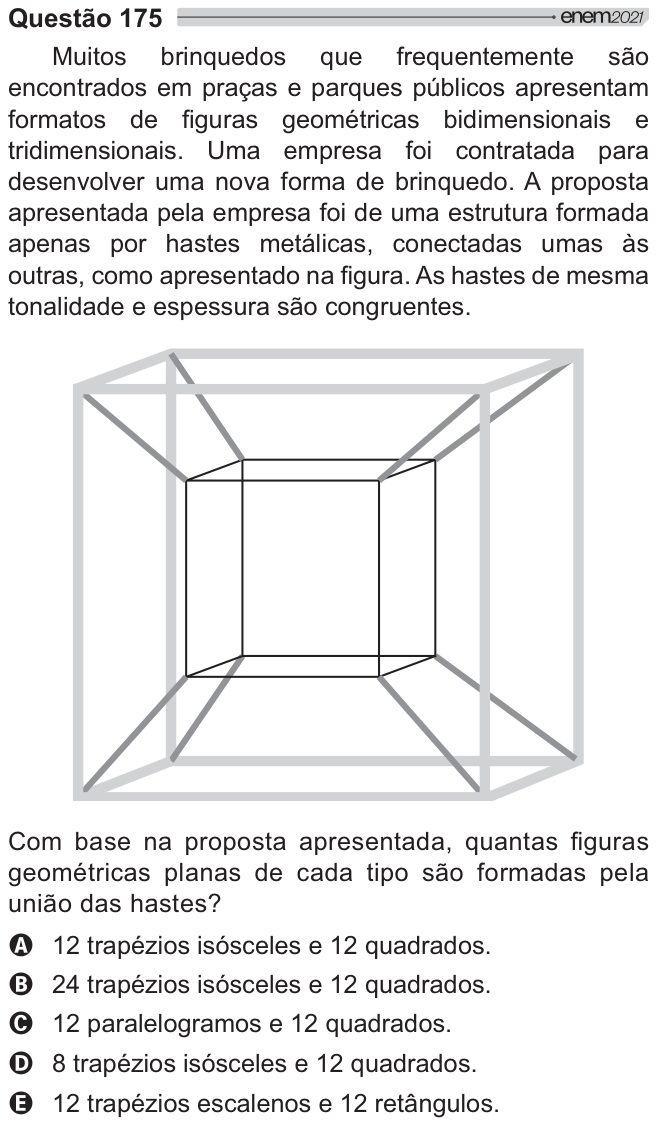 Questão 175
enem2021
Muitos brinquedos que frequentemente são
encontrados em praças e parques públicos apresentam
formatos de figuras geométricas bidimensionais e
tridimensionais. Uma empresa foi contratada para
desenvolver uma nova forma de brinquedo. A proposta
apresentada pela empresa foi de uma estrutura formada
apenas por hastes metálicas, conectadas umas às
outras, como apresentado na figura. As hastes de mesma
tonalidade e espessura são congruentes.
Com base na proposta apresentada, quantas figuras
geométricas planas de cada tipo são formadas pela
união das hastes?
A 12 trapézios isósceles e 12 quadrados.
B 24 trapézios isósceles e 12 quadrados.
C 12 paralelogramos e 12 quadrados.
D 8 trapézios isósceles e 12 quadrados.
E 12 trapézios escalenos e 12 retângulos.